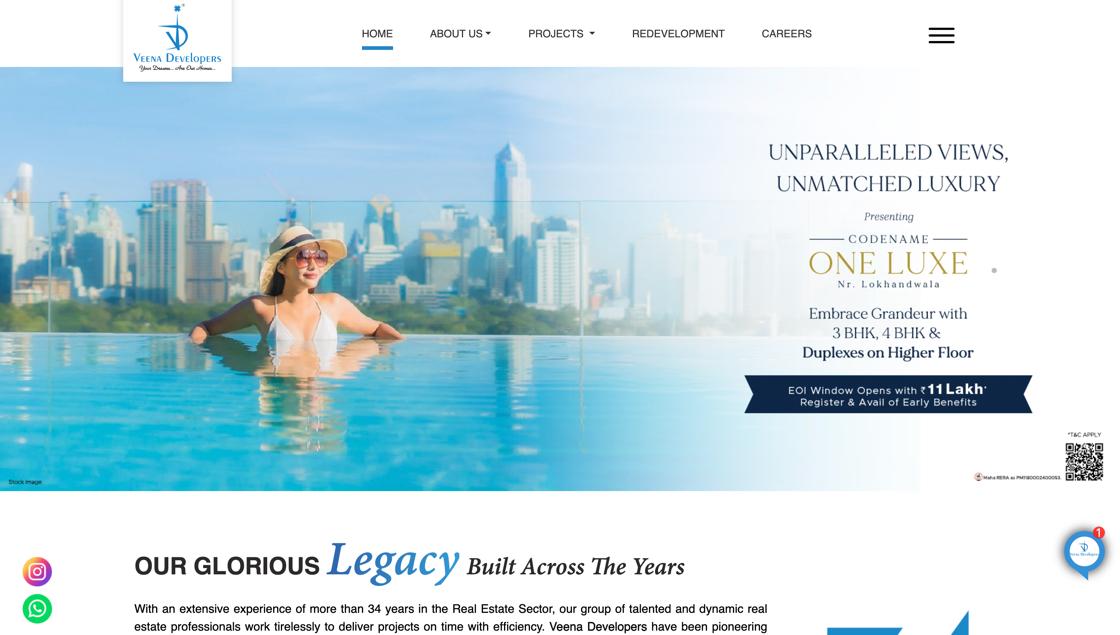 VEENA DEVELOPERS
Your Dreams... Are Our Homes...
HOME
ABOUT US
PROJECTS
REDEVELOPMENT
CAREERS
UNPARALLELED VIEWS,
UNMATCHED LUXURY
Presenting
CODENAME
ONE LUXE
Nr. Lokhandwala
Embrace Grandeur with
3 BHK, 4 BHK &
Duplexes on Higher Floor
EOI Window Opens with ₹11 Lakh*
Register & Avail of Early Benefits
*T&C APPLY
Maha RERA as PM1180002400053.
Stock Image
1
OUR GLORIOUS Legacy Built Across The Years
With an extensive experience of more than 34 years in the Real Estate Sector, our group of talented and dynamic real
estate professionals work tirelessly to deliver projects on time with efficiency. Veena Developers have been pioneering